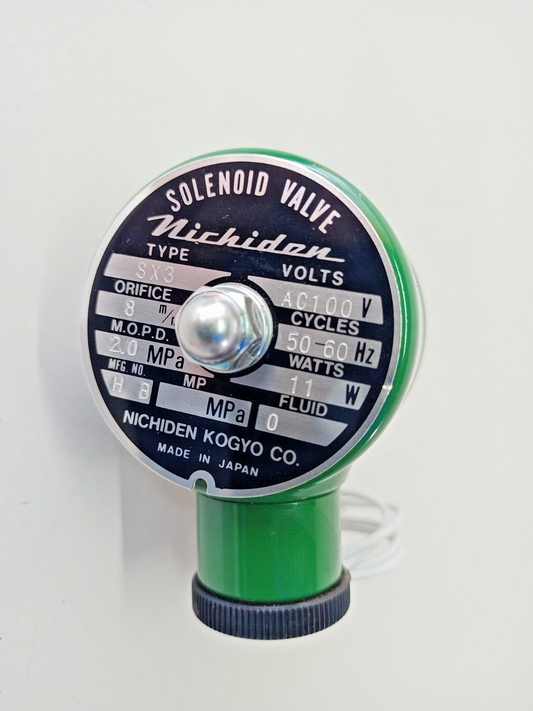 SOLENOID VALVE
Nichiden
TYPE
SX3
VOLTS
AC100 V
ORIFICE
8 m/
CYCLES
50-60 Hz
M.O.P.D.
2.0 MPa
WATTS
11 W
MFG. NO.
H 8
MP
MPa
FLUID
O
NICHIDEN KOGYO CO.
MADE IN JAPAN